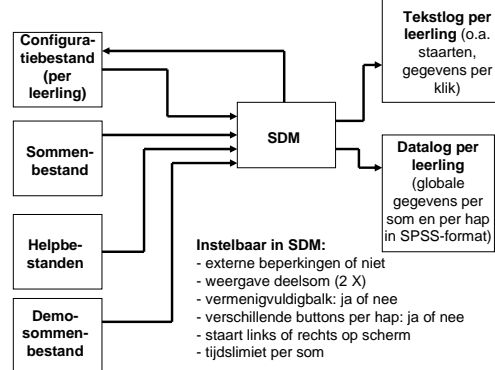 Configura-
tiebestand
(per
leerling)
Sommen-
bestand
Helpbe-
standen
Demo-
sommen-
bestand
SDM
Tekstlog per
leerling (o.a.
staarten,
gegevens per
klik)
Datalog per
leerling
(globale
gegevens per
som en per hap
in SPSS-format)
Instelbaar in SDM:
- externe beperkingen of niet
- weergave deelsom (2 X)
- vermenigvuldigbalk: ja of nee
- verschillende buttons per hap: ja of nee
- staart links of rechts op scherm
- tijdslimiet per som